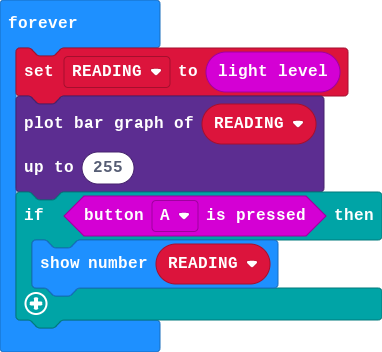 forever
set READING to light level
plot bar graph of READING
up to 255
if button A is pressed then
show number READING